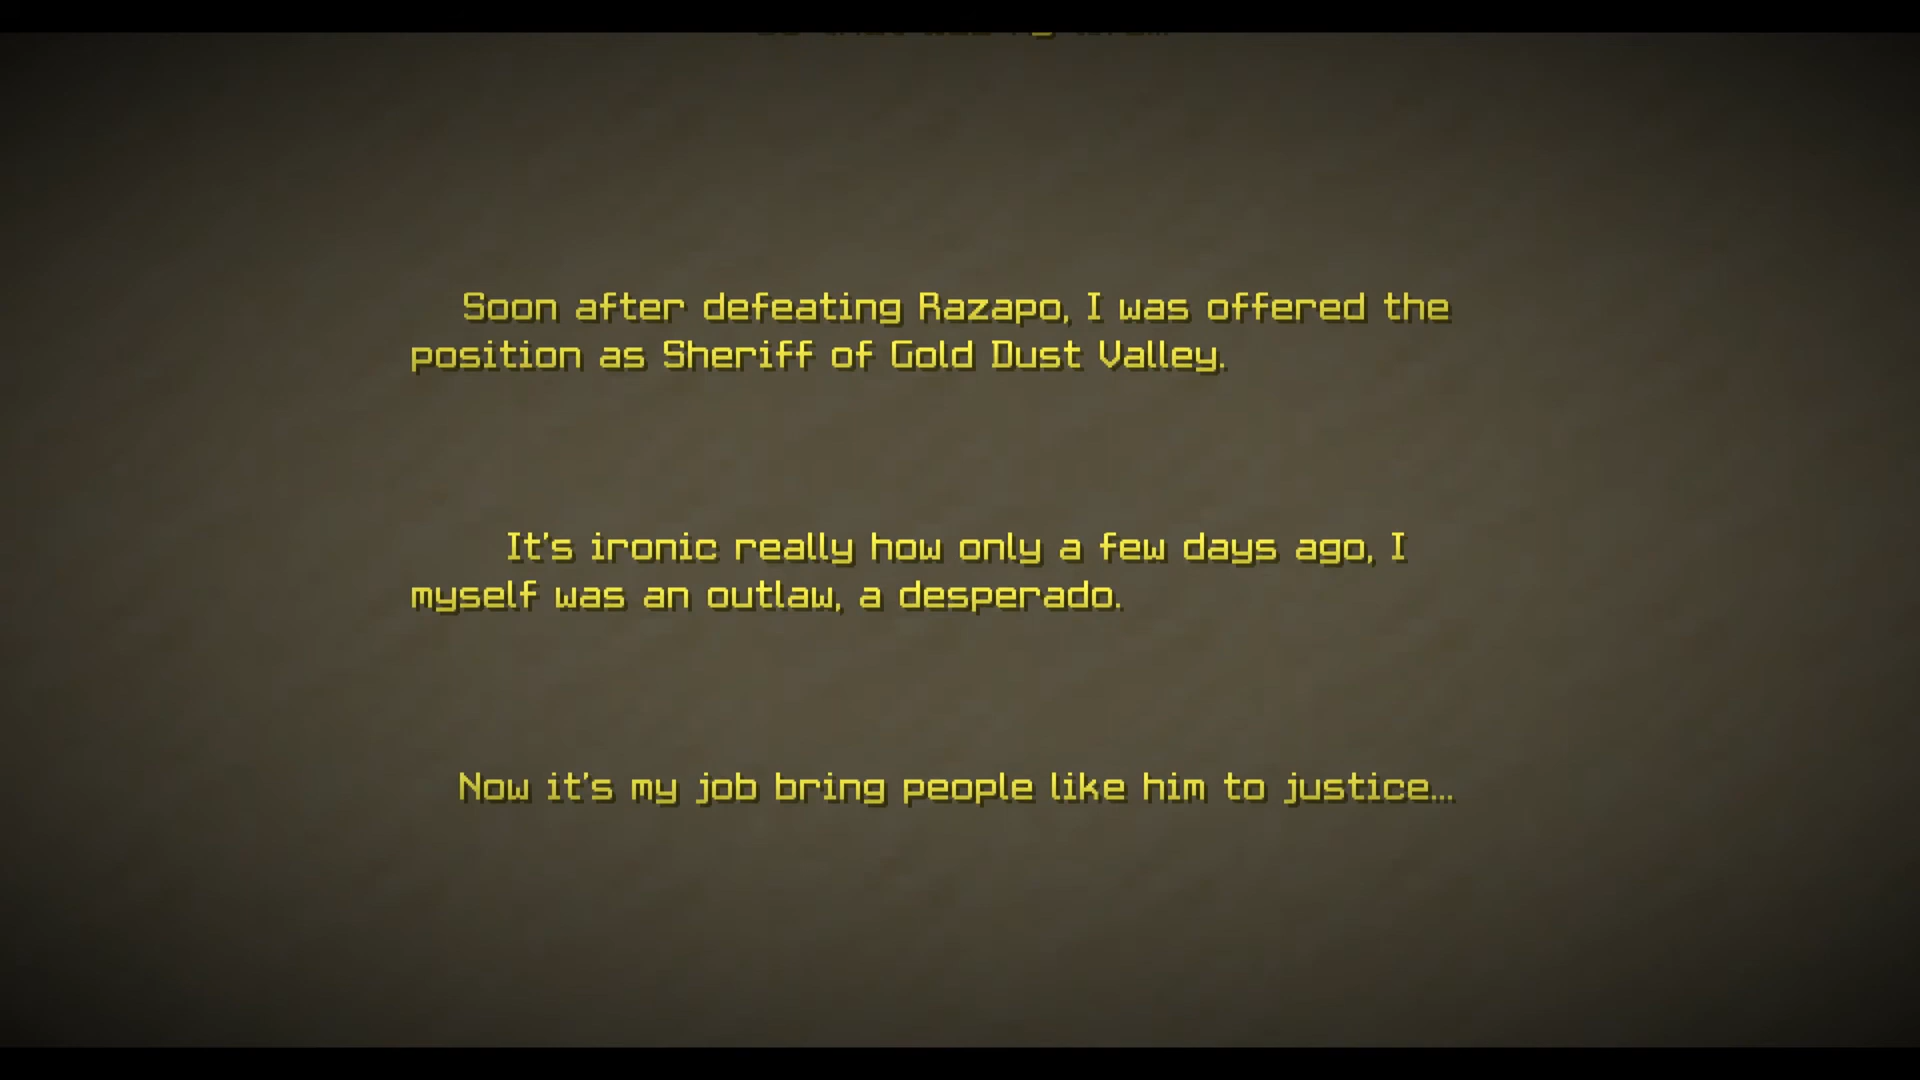 Soon after defeating Razapo, I was offered the
position as Sheriff of Gold Dust Valley.
It's ironic really how only a few days ago, I
myself was an outlaw, a desperado.
Now it's my job bring people like him to justice...